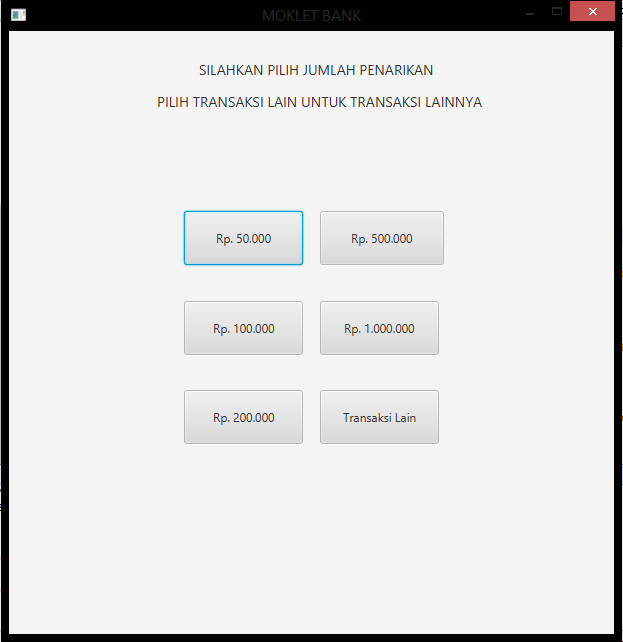 MOKLET BANK
SILAHKAN PILIH JUMLAH PENARIKAN
PILIH TRANSAKSI LAIN UNTUK TRANSAKSI LAINNYA
Rp. 50.000
Rp. 500.000
Rp. 100.000
Rp. 1.000.000
Rp. 200.000
Transaksi Lain